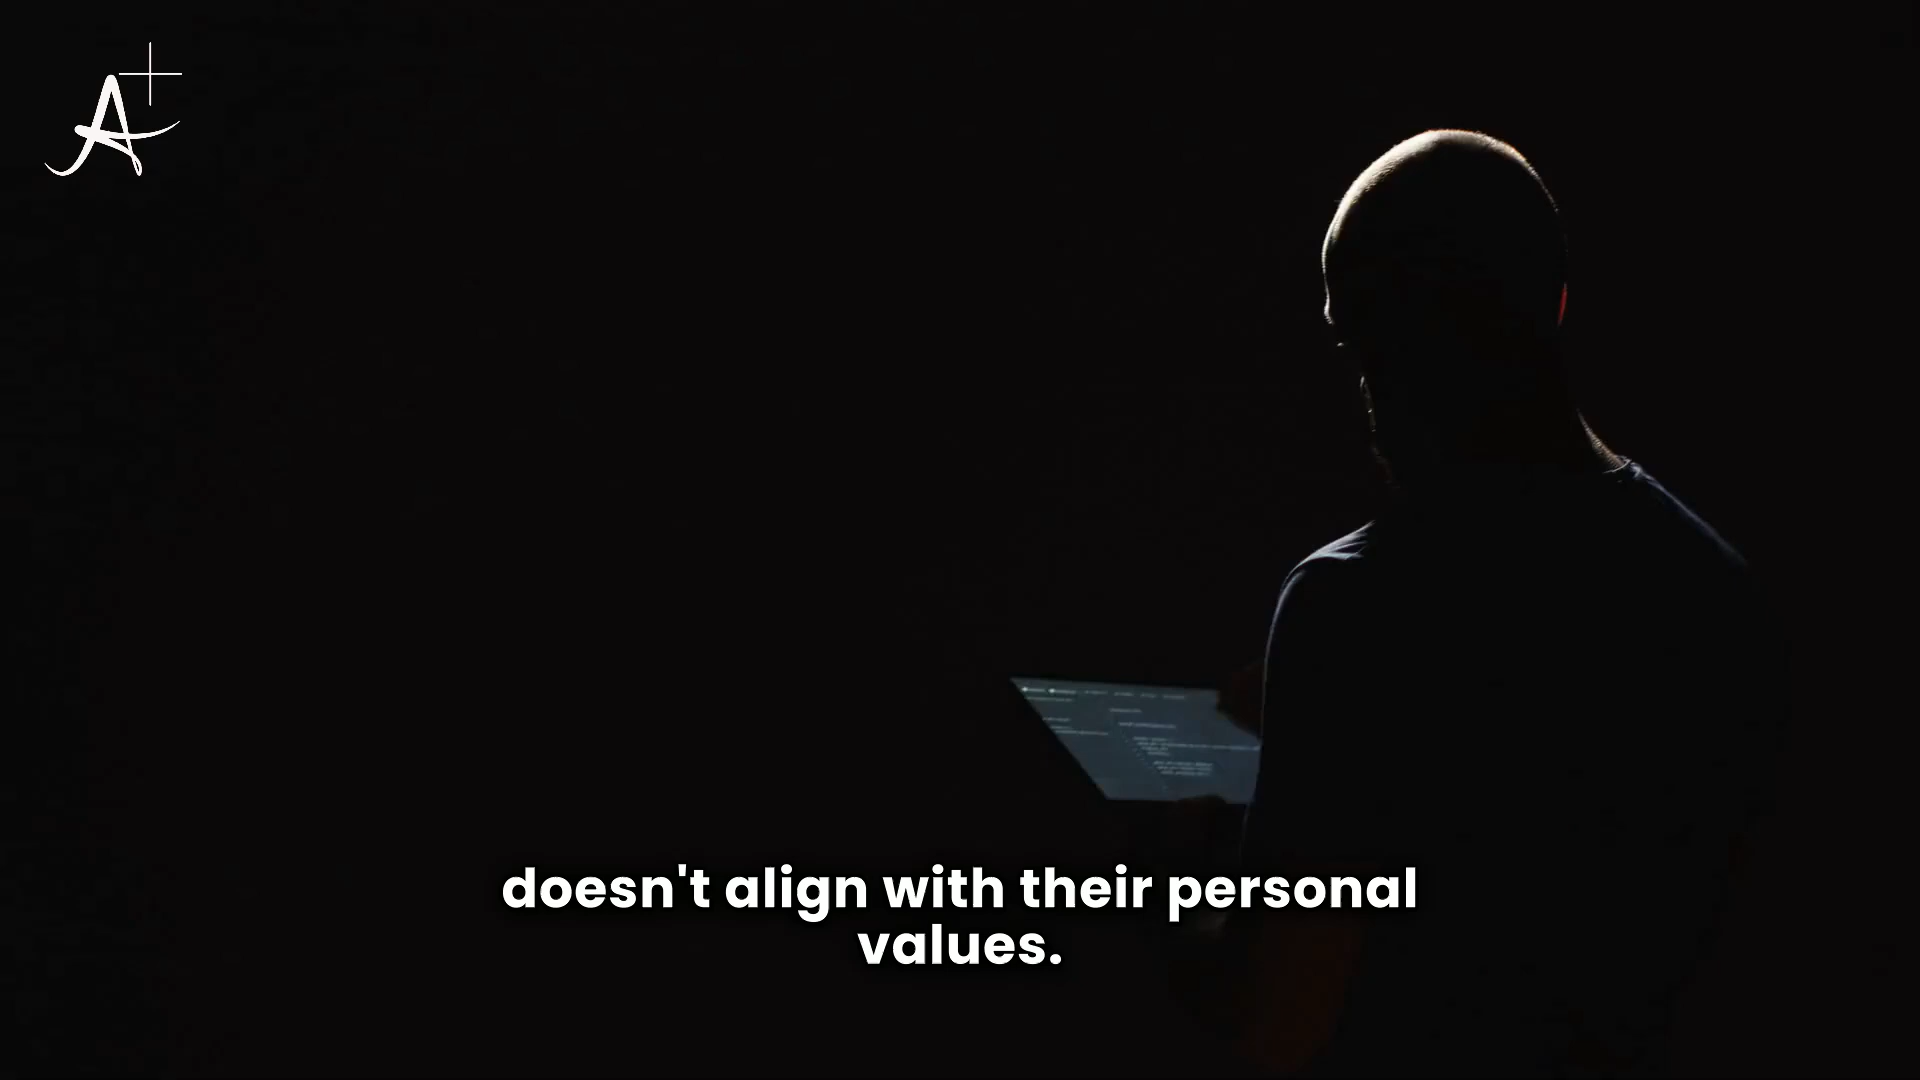 A+
doesn't align with their personal
values.